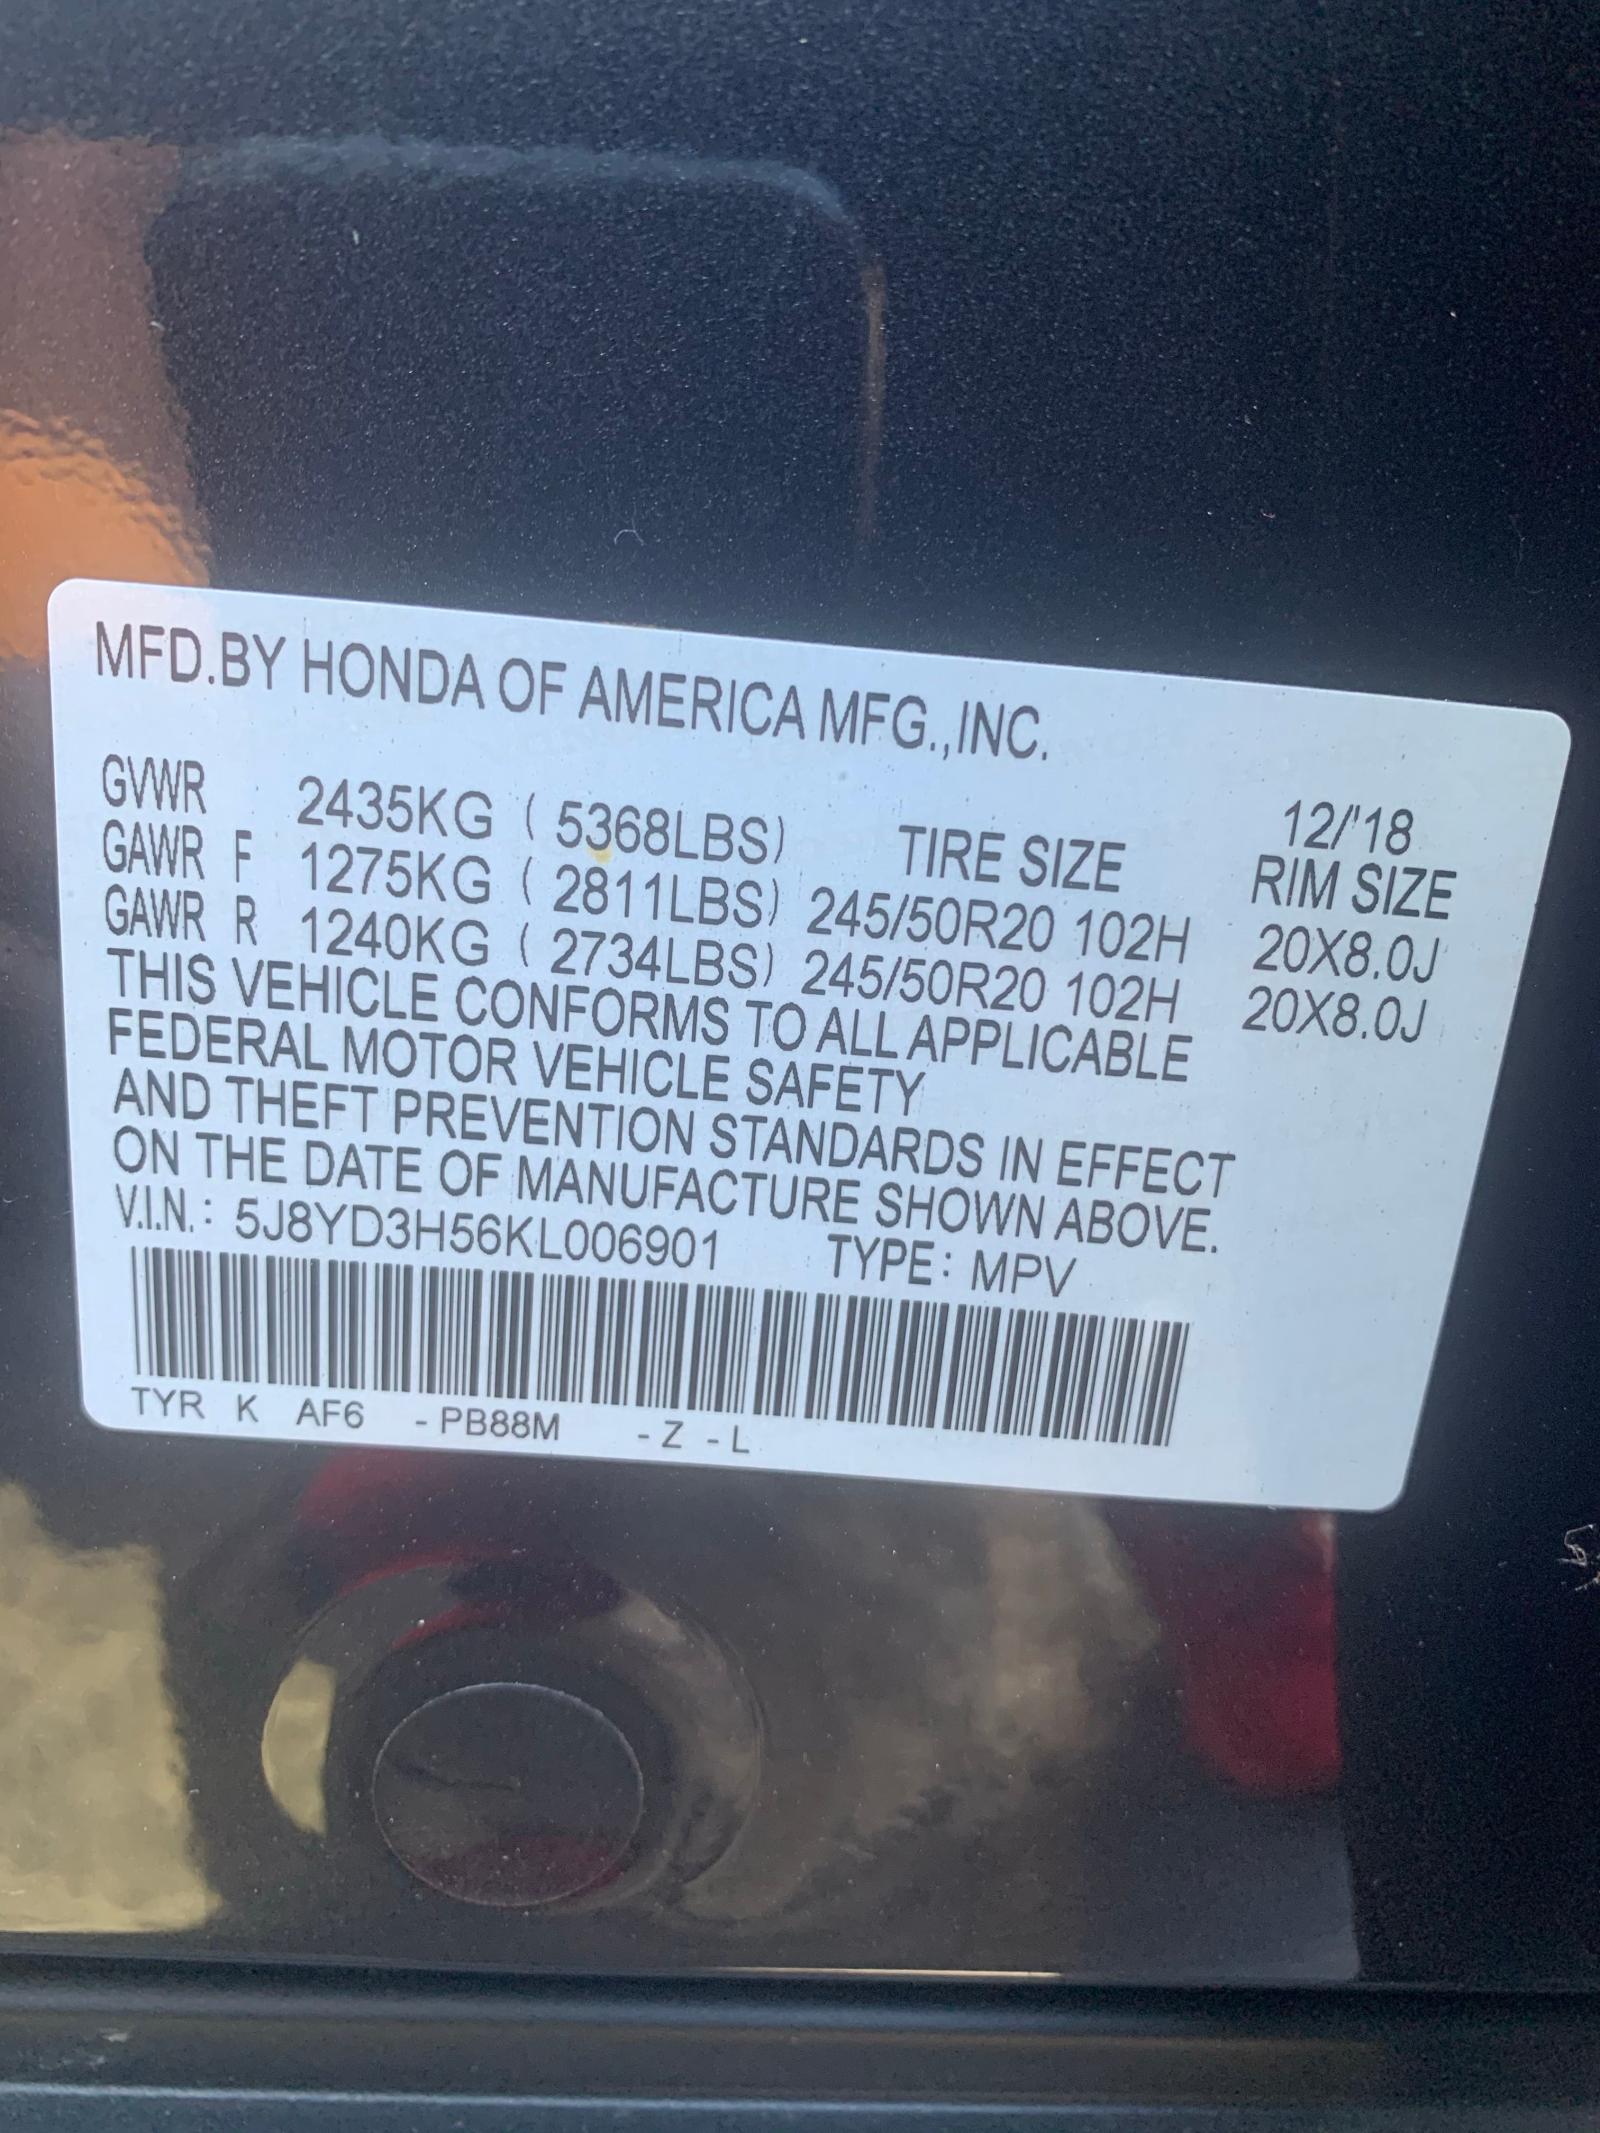 MFD.BY HONDA OF AMERICA MFG.,INC.
12/'18
GVWR 2435KG ( 5368LBS) TIRE SIZE RIM SIZE
GAWR F 1275KG ( 2811LBS) 245/50R20 102H 20X8.0J
GAWR R 1240KG ( 2734LBS) 245/50R20 102H 20X8.0J
THIS VEHICLE CONFORMS TO ALL APPLICABLE
FEDERAL MOTOR VEHICLE SAFETY
AND THEFT PREVENTION STANDARDS IN EFFECT
ON THE DATE OF MANUFACTURE SHOWN ABOVE.
V.I.N.: 5J8YD3H56KL006901 TYPE: MPV
TYR K AF6 -PB88M -Z -L